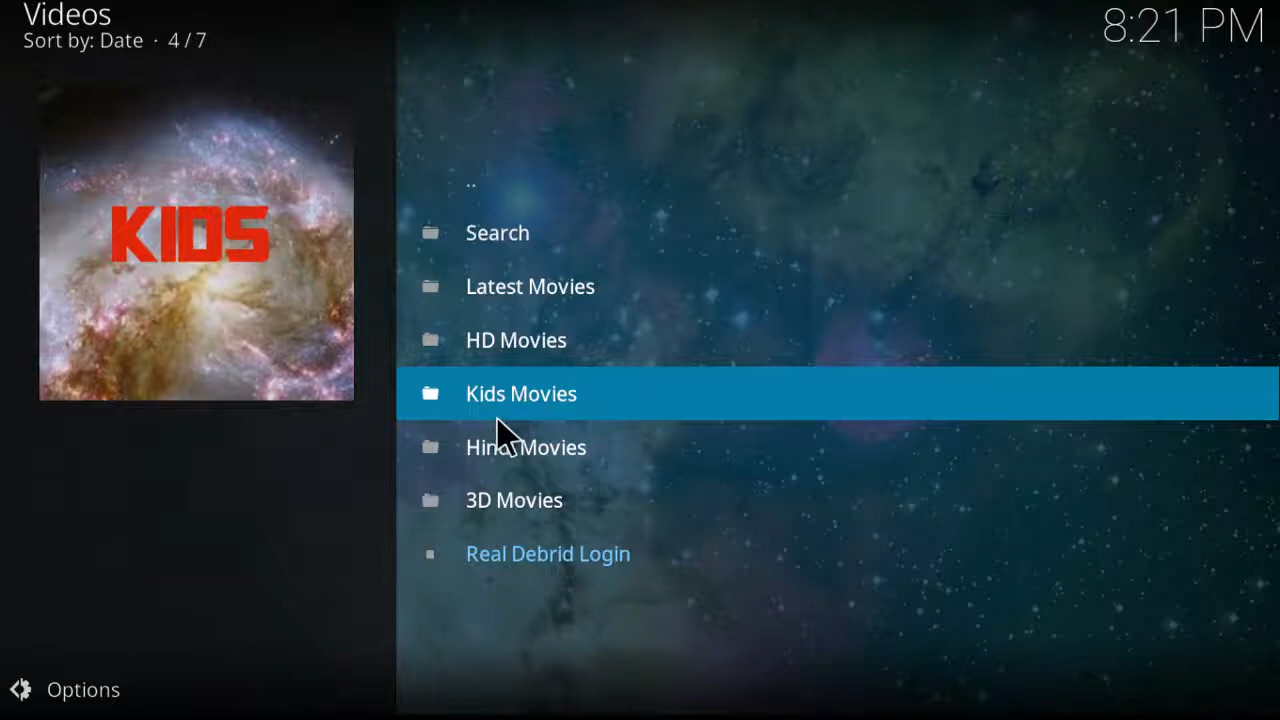 Videos
Sort by: Date · 4 / 7
8:21 PM
KIDS
..
Search
Latest Movies
HD Movies
Kids Movies
Hindi Movies
3D Movies
Real Debrid Login
Options